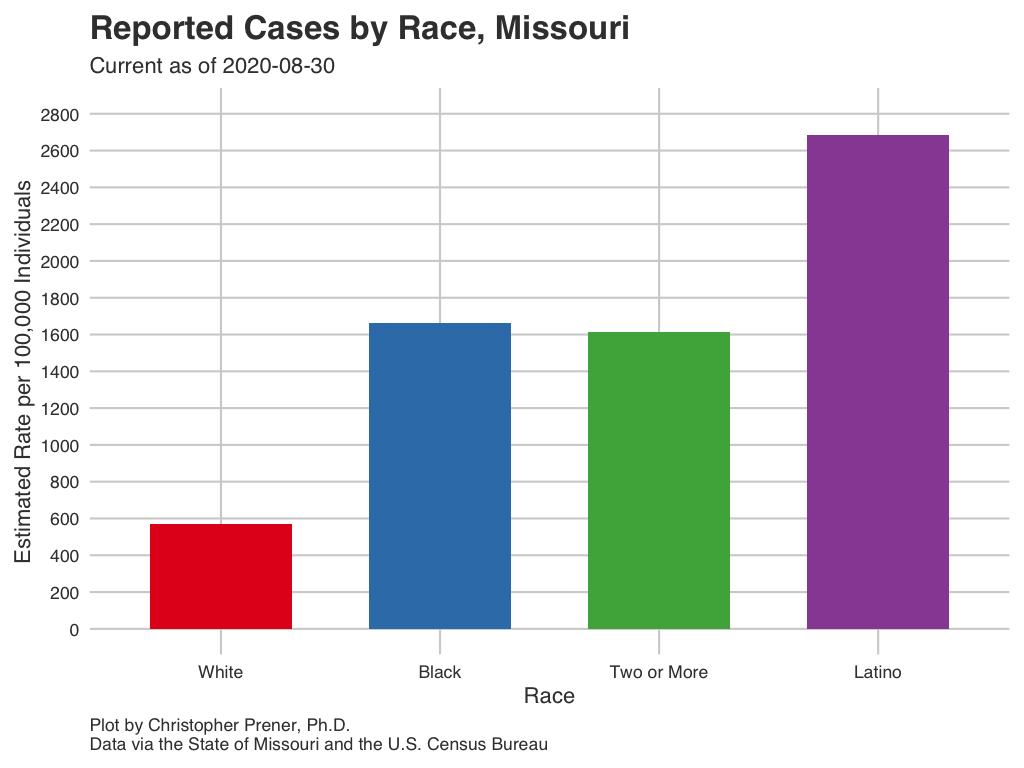 Reported Cases by Race, Missouri
Current as of 2020-08-30
Estimated Rate per 100,000 Individuals
2800
2600
2400
2200
2000
1800
1600
1400
1200
1000
800
600
400
200
0
White Black Two or More Latino
Race
Plot by Christopher Prener, Ph.D.
Data via the State of Missouri and the U.S. Census Bureau